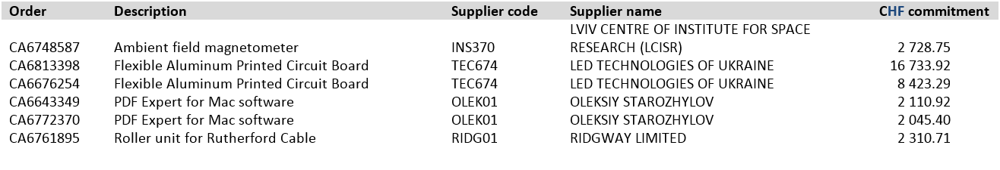 Order Description Supplier code Supplier name CHF commitment
LVIV CENTRE OF INSTITUTE FOR SPACE
CA6748587 Ambient field magnetometer INS370 RESEARCH (LCISR) 2 728.75
CA6813398 Flexible Aluminum Printed Circuit Board TEC674 LED TECHNOLOGIES OF UKRAINE 16 733.92
CA6676254 Flexible Aluminum Printed Circuit Board TEC674 LED TECHNOLOGIES OF UKRAINE 8 423.29
CA6643349 PDF Expert for Mac software OLEK01 OLEKSIY STAROZHYLOV 2 110.92
CA6772370 PDF Expert for Mac software OLEK01 OLEKSIY STAROZHYLOV 2 045.40
CA6761895 Roller unit for Rutherford Cable RIDG01 RIDGWAY LIMITED 2 310.71